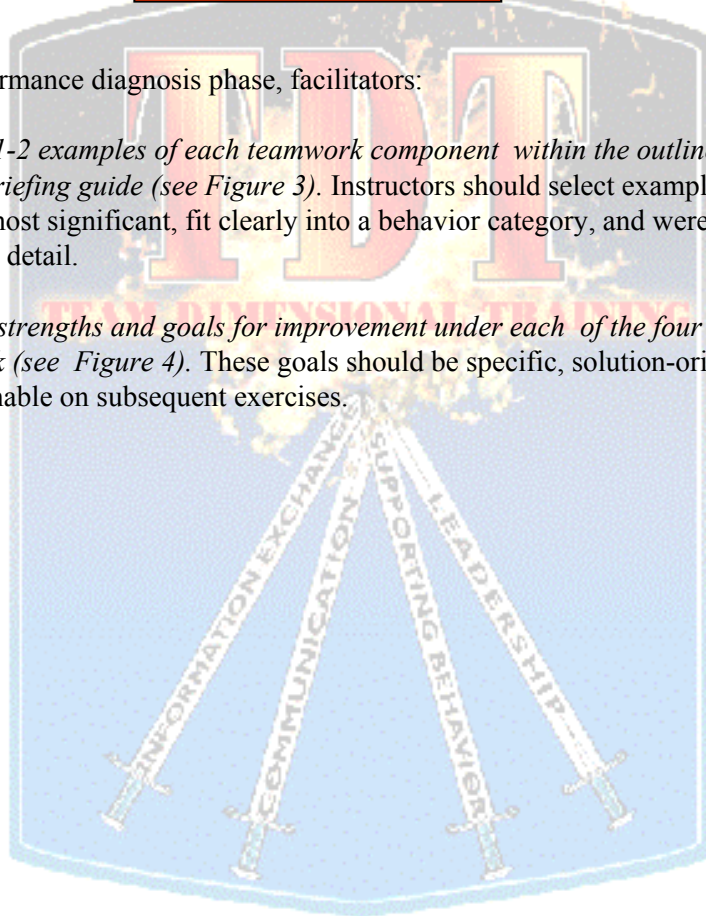 rmance diagnosis phase, facilitators:
1-2 examples of each teamwork component within the outlin
riefing guide (see Figure 3). Instructors should select exampl
nost significant, fit clearly into a behavior category, and were
detail.
TDT
TEAM DIMENSIONAL TRAINING
strengths and goals for improvement under each of the four
k (see Figure 4). These goals should be specific, solution-ori
nable on subsequent exercises.
INFORMATION EXCHANGE
COMMUNICATION
SUPPORTING BEHAVIOR
LEADERSHIP